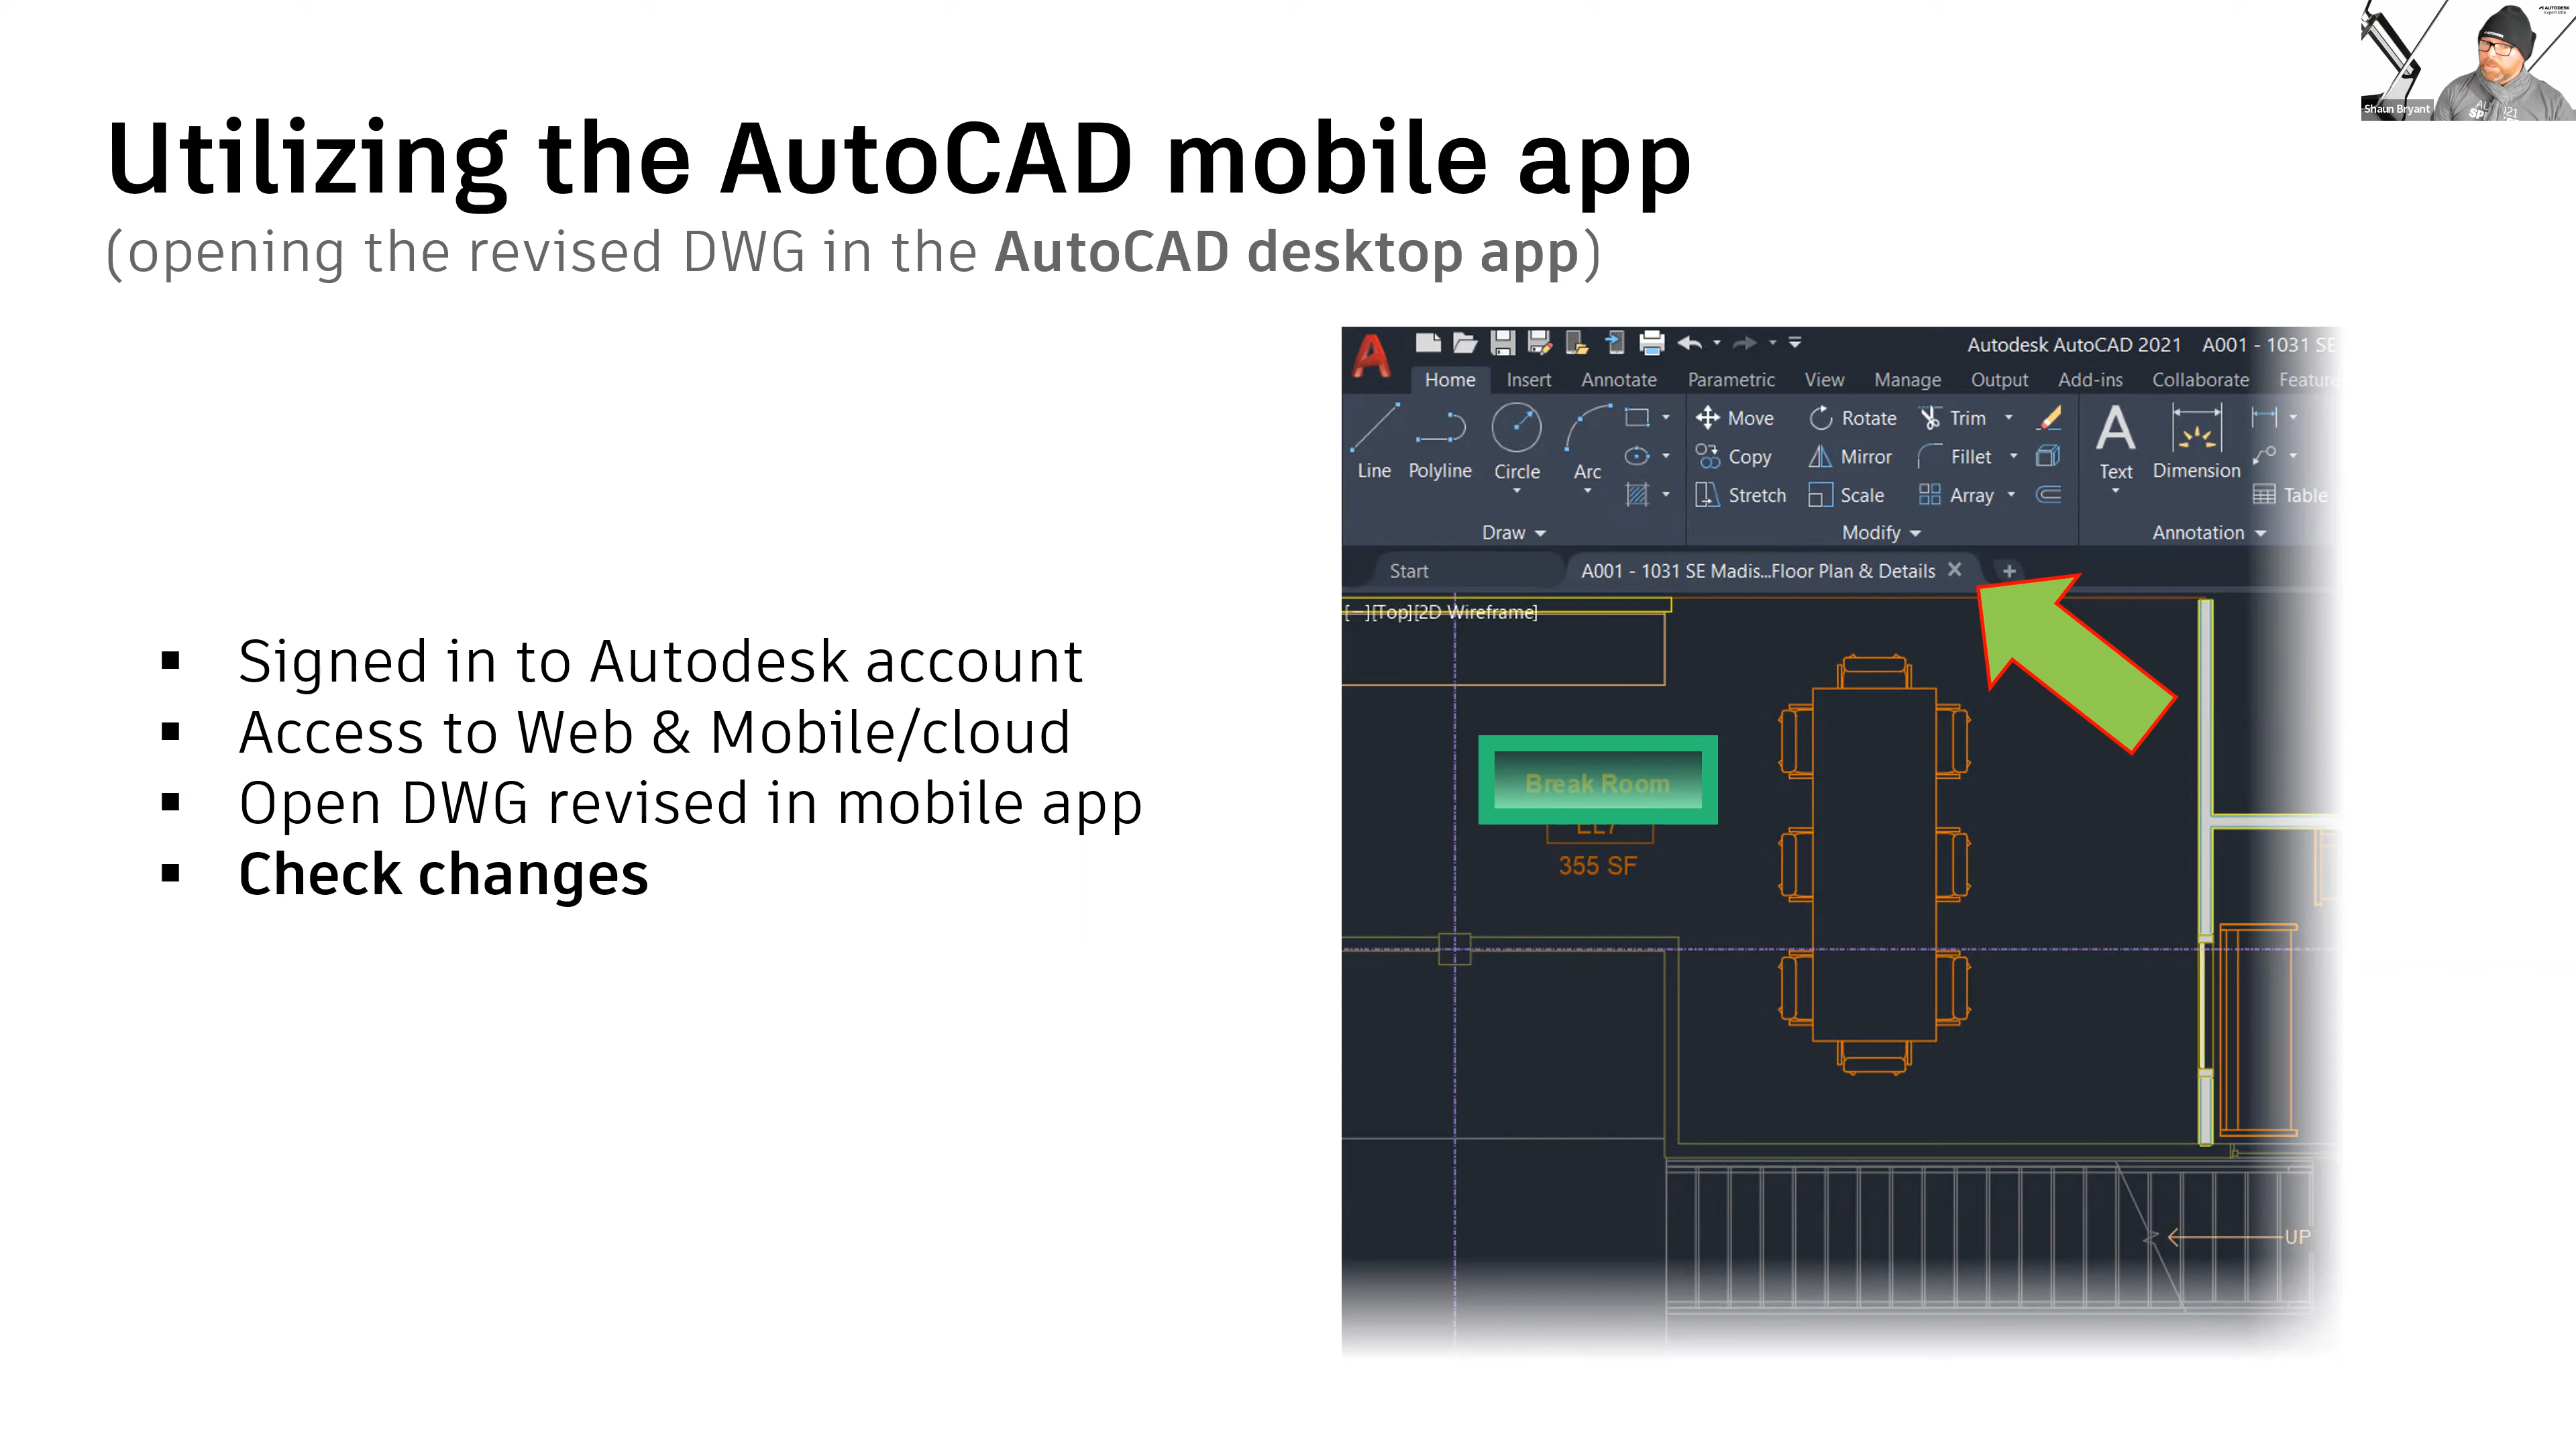 AUTODESK
Expert Elite
Shaun Bryant
Utilizing the AutoCAD mobile app
(opening the revised DWG in the AutoCAD desktop app)
▪ Signed in to Autodesk account
▪ Access to Web & Mobile/cloud
▪ Open DWG revised in mobile app
▪ Check changes
A
Autodesk AutoCAD 2021 A001 - 1031 SE
Home Insert Annotate Parametric View Manage Output Add-ins Collaborate Feature
Line Polyline Circle Arc
Move Rotate Trim
Copy Mirror Fillet
Stretch Scale Array
A
Text Dimension
Table
Draw Modify Annotation
Start A001 - 1031 SE Madis...Floor Plan & Details
[−][Top][2D Wireframe]
Break Room
355 SF
UP